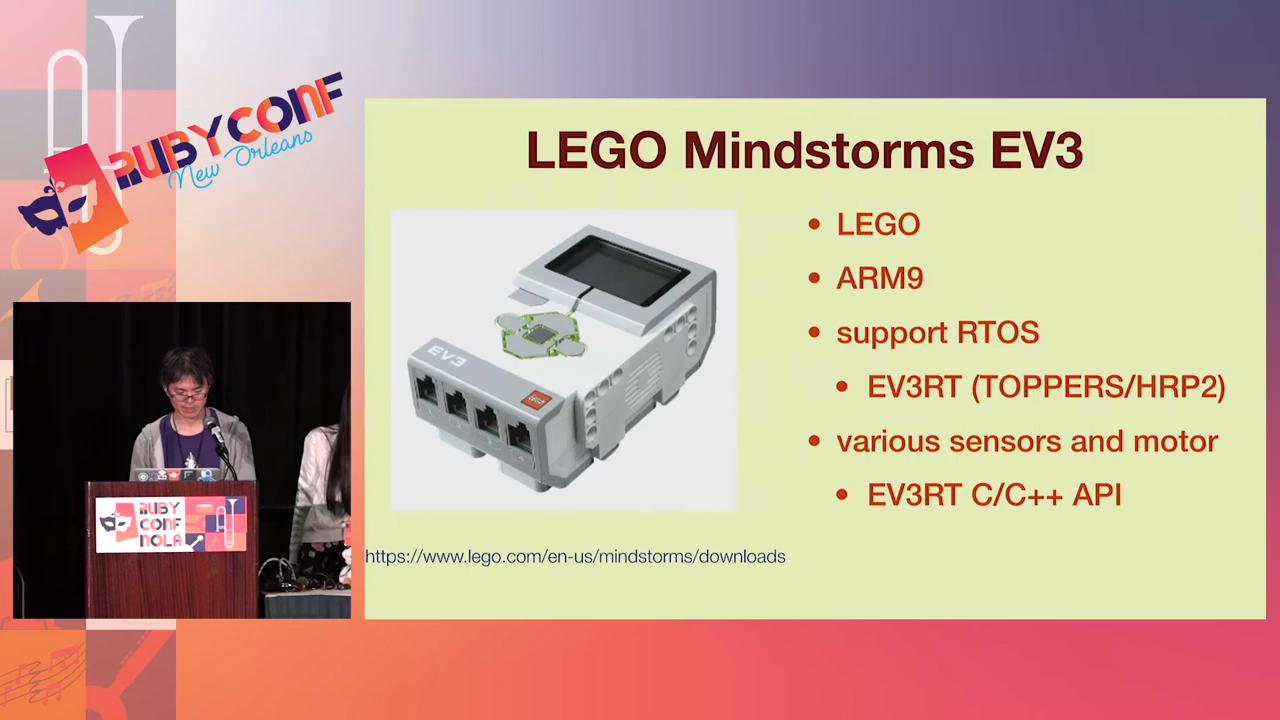 RUBYCONF
New Orleans
LEGO Mindstorms EV3
• LEGO
• ARM9
• support RTOS
• EV3RT (TOPPERS/HRP2)
• various sensors and motor
• EV3RT C/C++ API
EV3
LEGO
https://www.lego.com/en-us/mindstorms/downloads
RUBY
CONF
NOLA